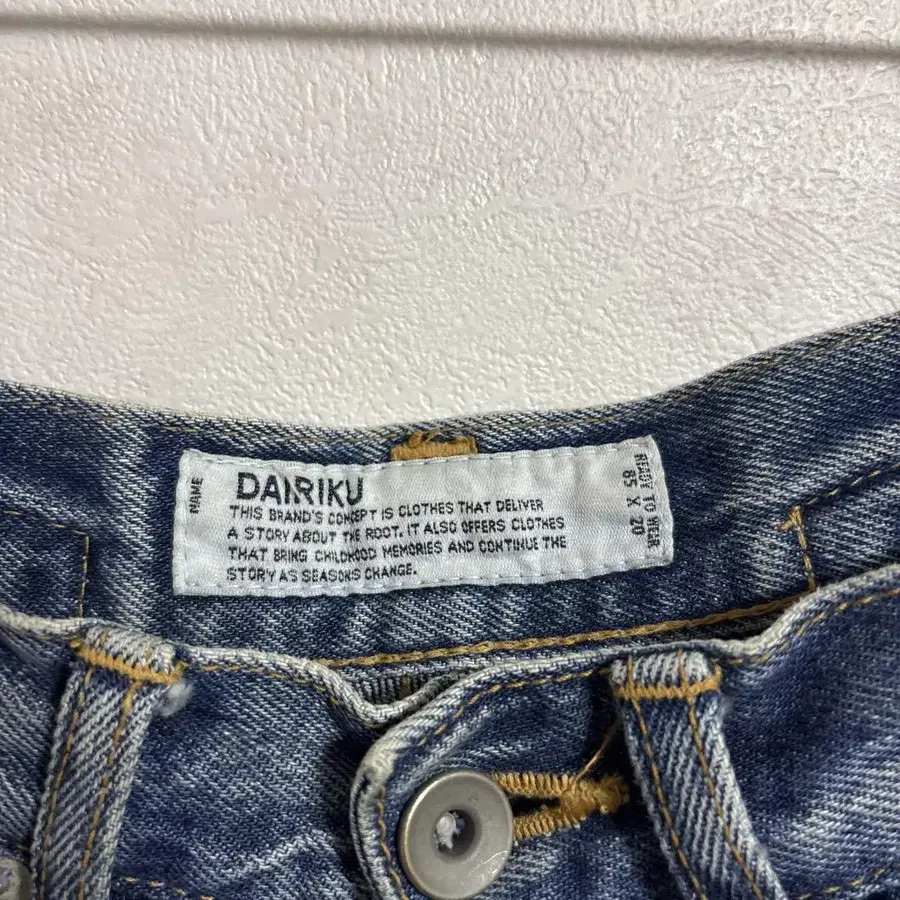 NAME
DAIRIKU
THIS BRAND'S CONCEPT IS CLOTHES THAT DELIVER
A STORY ABOUT THE ROOT. IT ALSO OFFERS CLOTHES
THAT BRING CHILDHOOD MEMORIES AND CONTINUE THE
STORY AS SEASONS CHANGE.
READY TO WEAR
85 X 20